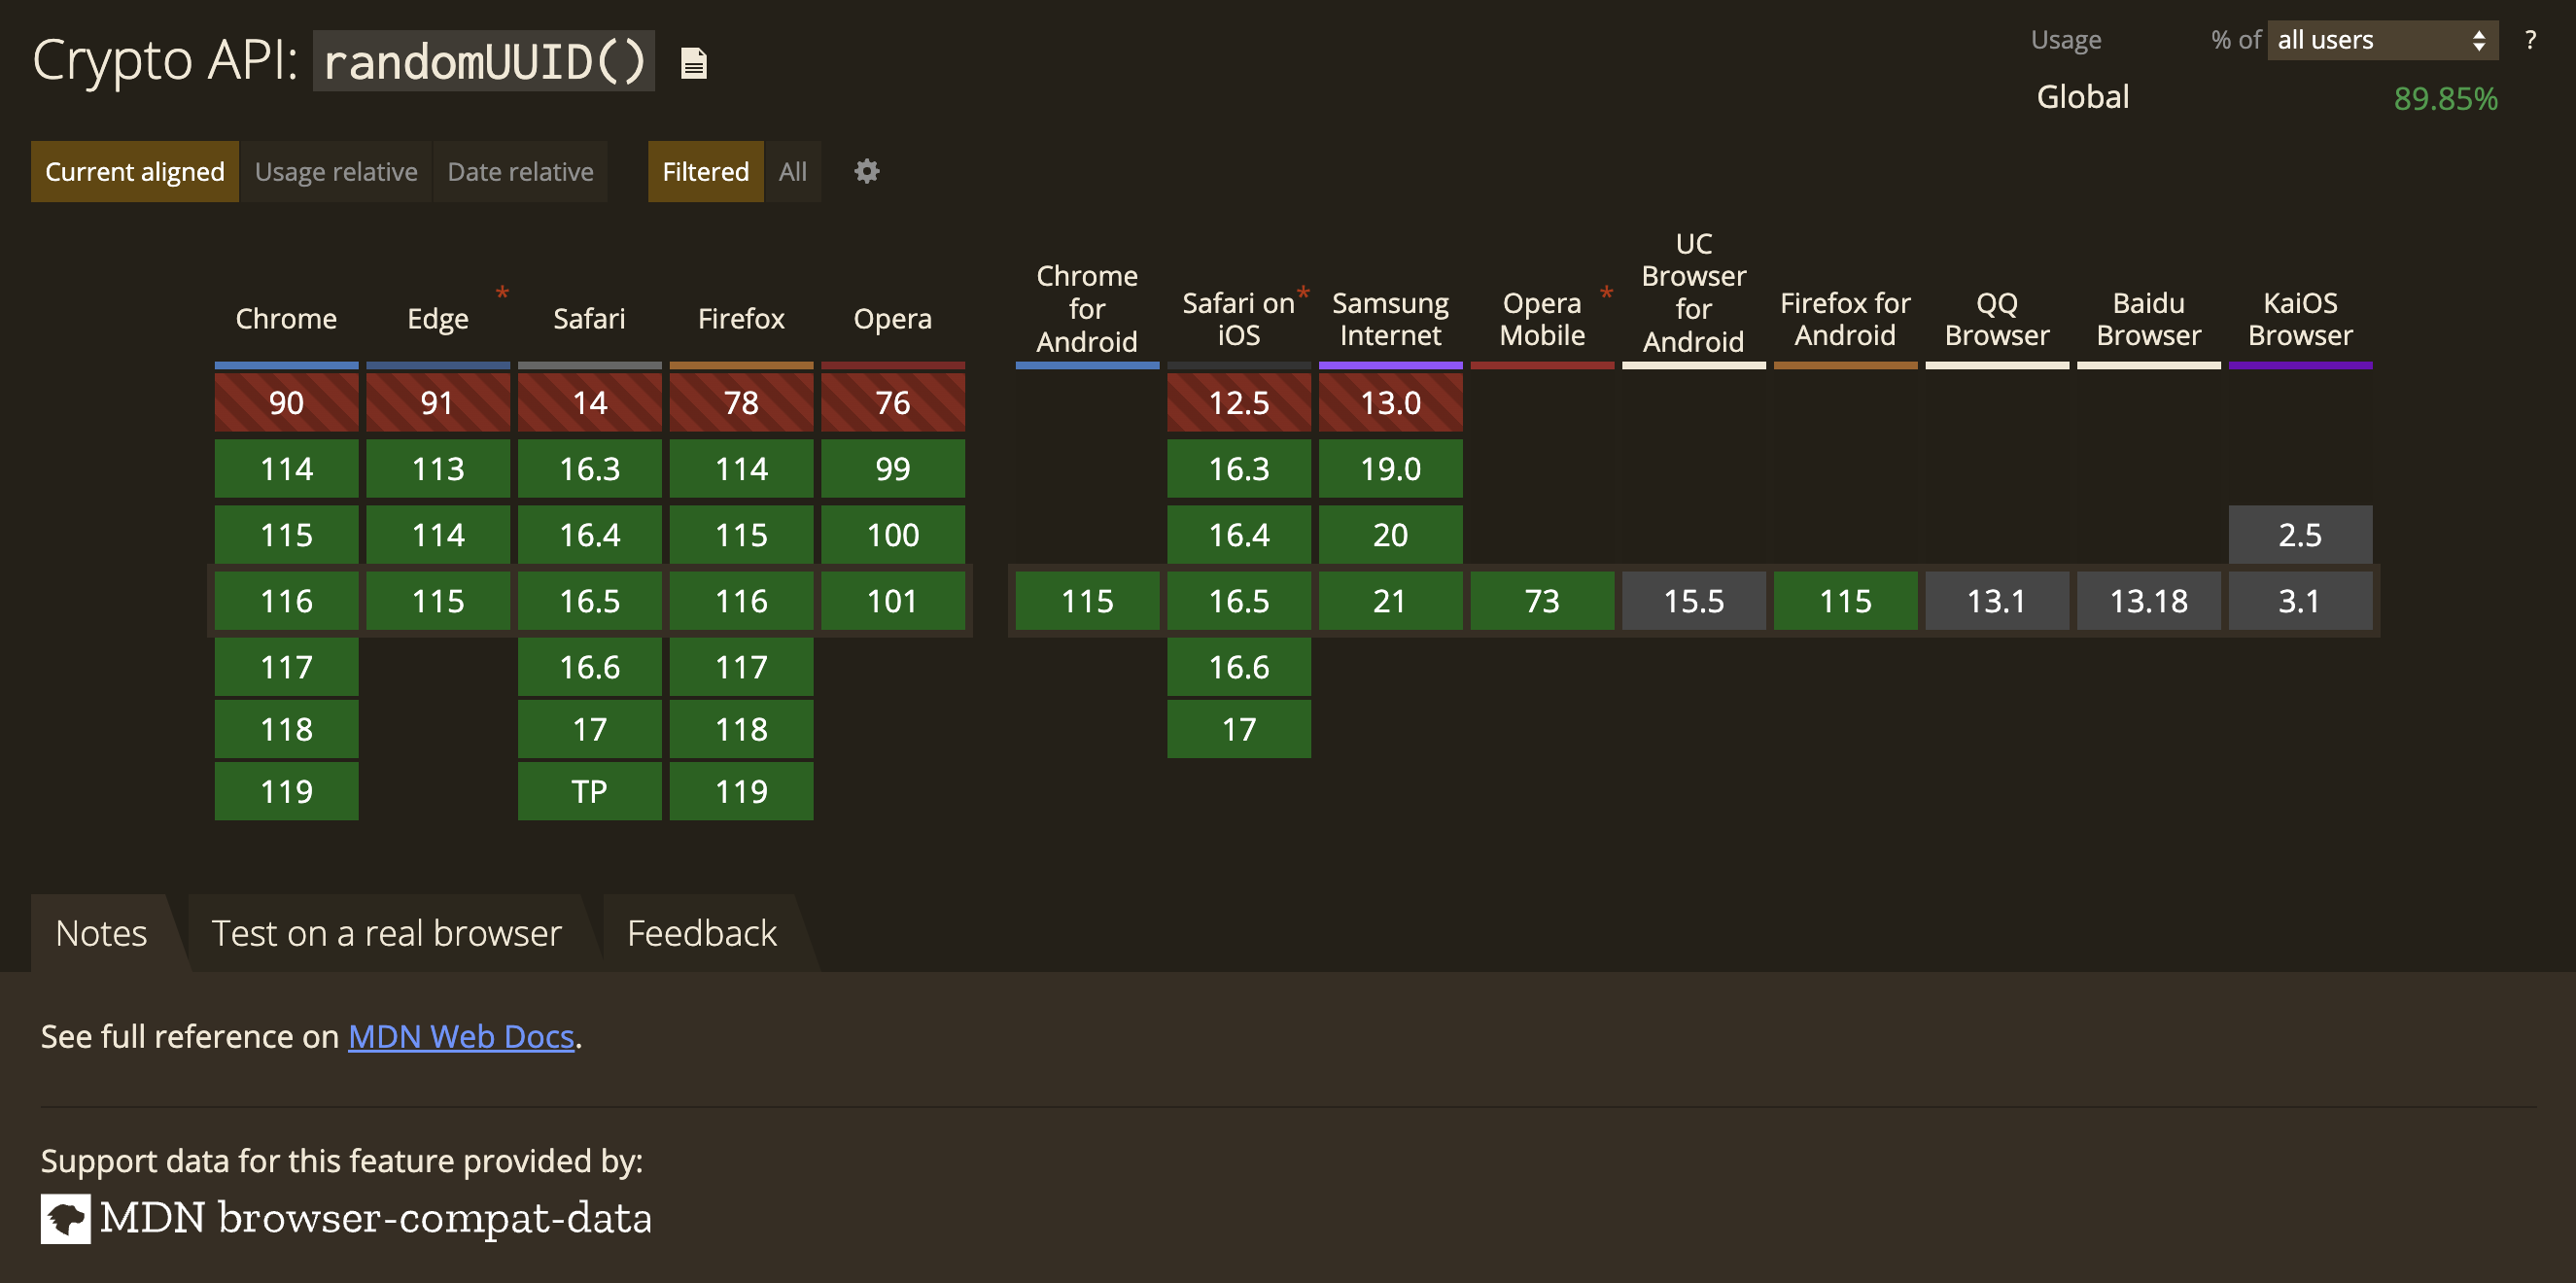 Crypto API: randomUUID()
Usage % of all users ?
Global 89.85%
Current aligned Usage relative Date relative Filtered All
Chrome Edge * Safari Firefox Opera Chrome for Android Safari on iOS * Samsung Internet Opera Mobile * UC Browser for Android Firefox for Android QQ Browser Baidu Browser KaiOS Browser
90 91 14 78 76 12.5 13.0
114 113 16.3 114 99 16.3 19.0
115 114 16.4 115 100 16.4 20 2.5
116 115 16.5 116 101 115 16.5 21 73 15.5 115 13.1 13.18 3.1
117 16.6 117 16.6
118 17 118 17
119 TP 119
Notes Test on a real browser Feedback
See full reference on MDN Web Docs.
Support data for this feature provided by:
MDN browser-compat-data